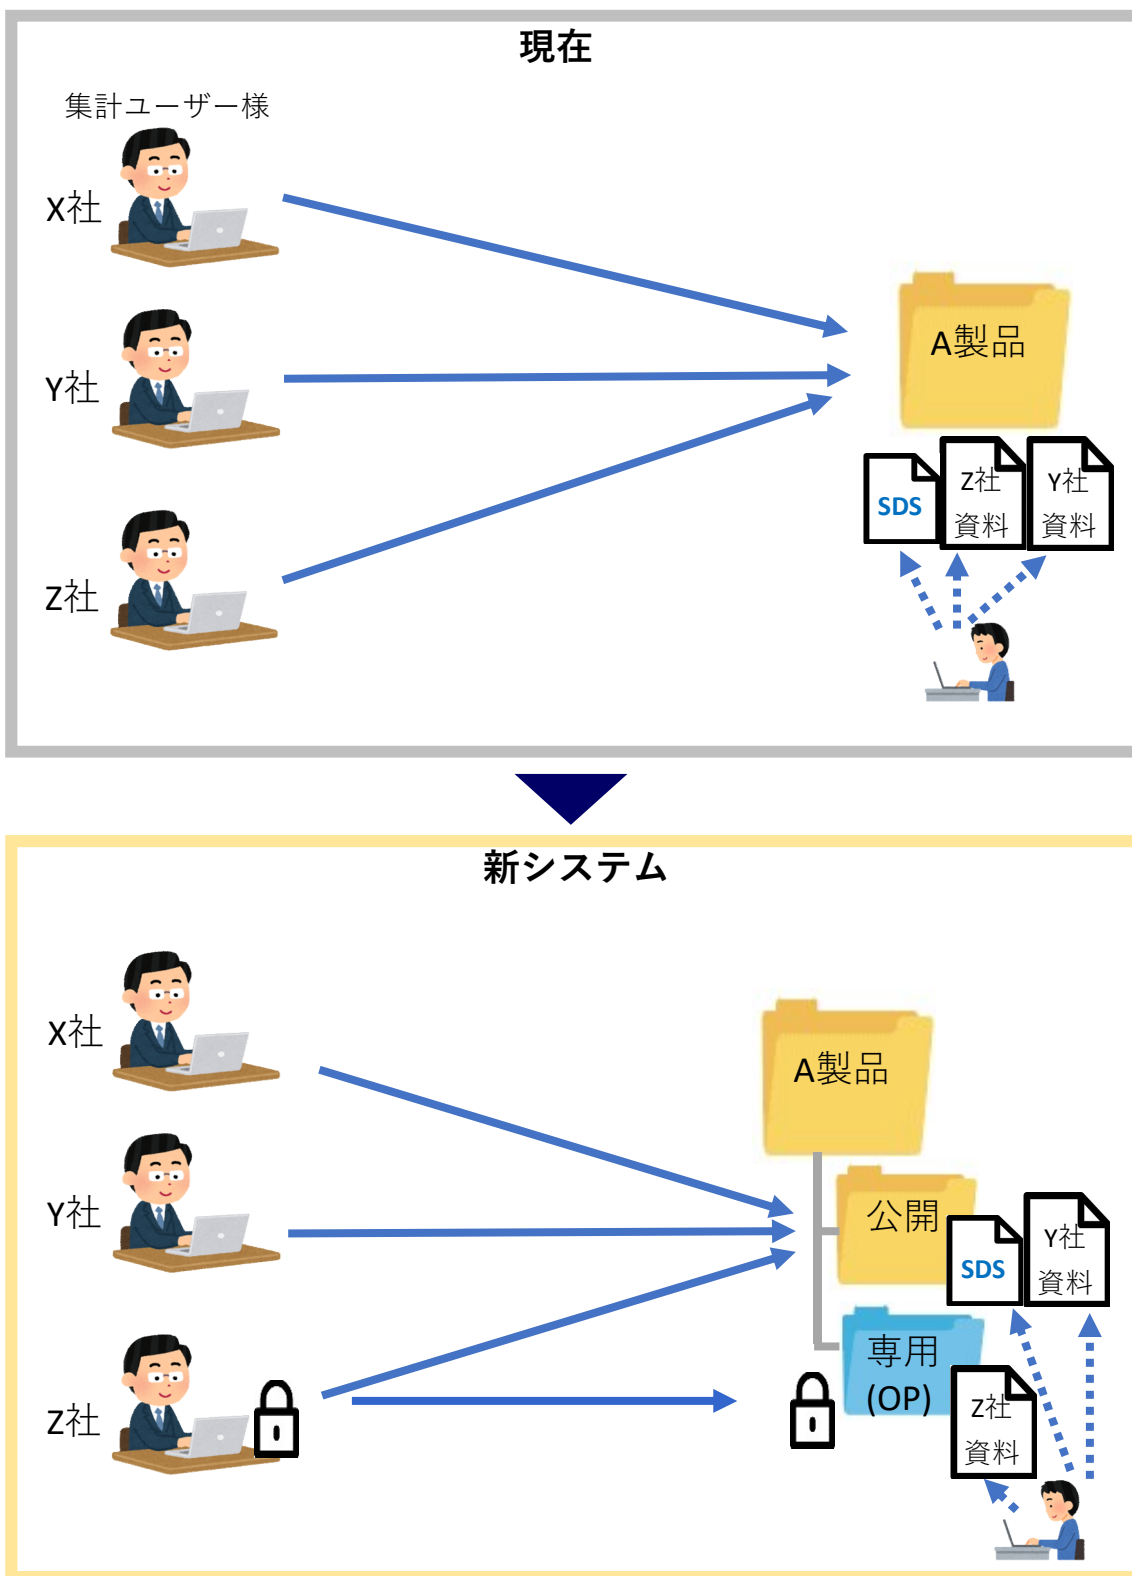 現在
集計ユーザー様
X社
A製品
Y社
SDS
Z社
資料
Y社
資料
Z社
新システム
X社
A製品
Y社
公開
SDS
Y社
資料
Z社
専用
(OP)
Z社
資料